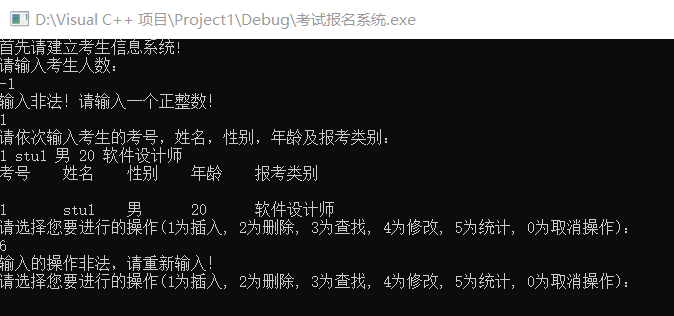 D:\Visual C++ 项目\Project1\Debug\考试报名系统.exe
首先请建立考生信息系统!
请输入考生人数:
-1
输入非法! 请输入一个正整数!
1
请依次输入考生的考号，姓名，性别，年龄及报考类别:
1 stu1 男 20 软件设计师
考号 姓名 性别 年龄 报考类别
1 stu1 男 20 软件设计师
请选择您要进行的操作(1为插入, 2为删除, 3为查找, 4为修改, 5为统计, 0为取消操作):
6
输入的操作非法，请重新输入!
请选择您要进行的操作(1为插入, 2为删除, 3为查找, 4为修改, 5为统计, 0为取消操作):